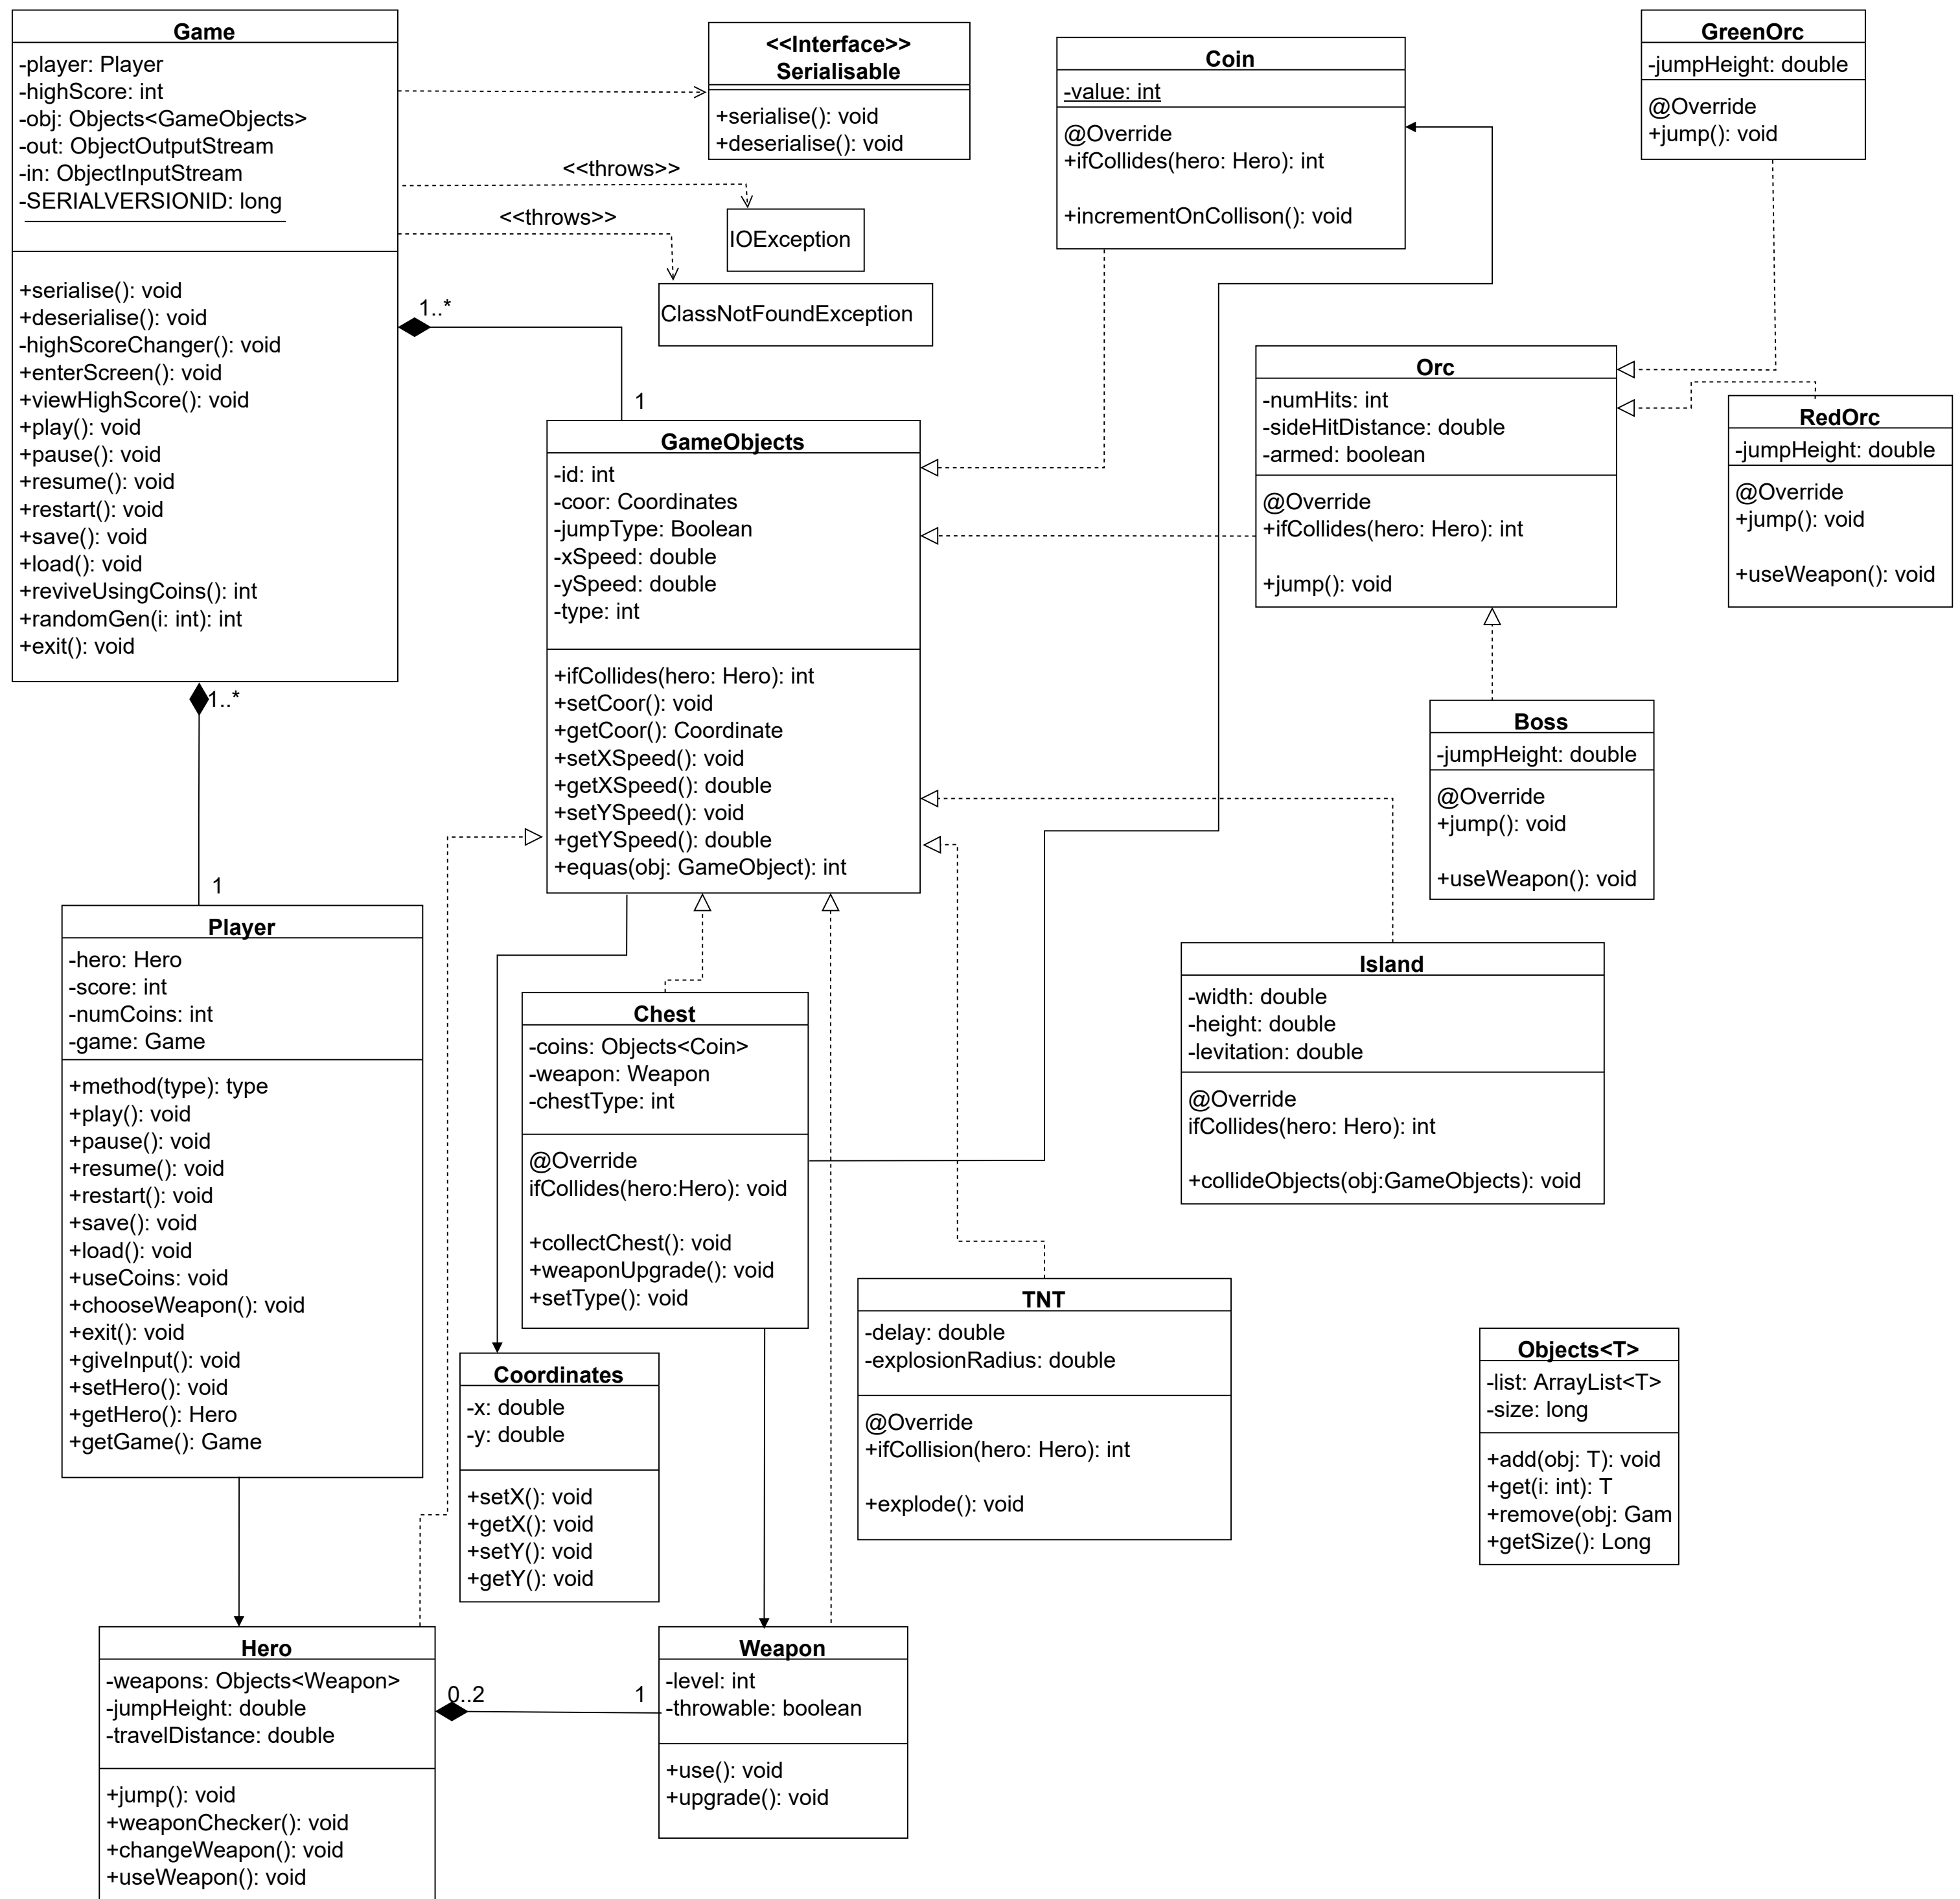 Game
-player: Player
-highScore: int
-obj: Objects<GameObjects>
-out: ObjectOutputStream
-in: ObjectInputStream
-SERIALVERSIONID: long
+serialise(): void
+deserialise(): void
-highScoreChanger(): void
+enterScreen(): void
+viewHighScore(): void
+play(): void
+pause(): void
+resume(): void
+restart(): void
+save(): void
+load(): void
+reviveUsingCoins(): int
+randomGen(i: int): int
+exit(): void
<<Interface>>
Serialisable
+serialise(): void
+deserialise(): void
<<throws>>
IOException
<<throws>>
ClassNotFoundException
1..*
1
1..*
1
Coin
-value: int
@Override
+ifCollides(hero: Hero): int
+incrementOnCollison(): void
GreenOrc
-jumpHeight: double
@Override
+jump(): void
Orc
-numHits: int
-sideHitDistance: double
-armed: boolean
@Override
+ifCollides(hero: Hero): int
+jump(): void
RedOrc
-jumpHeight: double
@Override
+jump(): void
+useWeapon(): void
GameObjects
-id: int
-coor: Coordinates
-jumpType: Boolean
-xSpeed: double
-ySpeed: double
-type: int
+ifCollides(hero: Hero): int
+setCoor(): void
+getCoor(): Coordinate
+setXSpeed(): void
+getXSpeed(): double
+setYSpeed(): void
+getYSpeed(): double
+equas(obj: GameObject): int
Boss
-jumpHeight: double
@Override
+jump(): void
+useWeapon(): void
Player
-hero: Hero
-score: int
-numCoins: int
-game: Game
+method(type): type
+play(): void
+pause(): void
+resume(): void
+restart(): void
+save(): void
+load(): void
+useCoins: void
+chooseWeapon(): void
+exit(): void
+giveInput(): void
+setHero(): void
+getHero(): Hero
+getGame(): Game
Chest
-coins: Objects<Coin>
-weapon: Weapon
-chestType: int
@Override
ifCollides(hero:Hero): void
+collectChest(): void
+weaponUpgrade(): void
+setType(): void
Island
-width: double
-height: double
-levitation: double
@Override
ifCollides(hero: Hero): int
+collideObjects(obj:GameObjects): void
TNT
-delay: double
-explosionRadius: double
@Override
+ifCollision(hero: Hero): int
+explode(): void
Objects<T>
-list: ArrayList<T>
-size: long
+add(obj: T): void
+get(i: int): T
+remove(obj: Gam
+getSize(): Long
Coordinates
-x: double
-y: double
+setX(): void
+getX(): void
+setY(): void
+getY(): void
Hero
-weapons: Objects<Weapon>
-jumpHeight: double
-travelDistance: double
+jump(): void
+weaponChecker(): void
+changeWeapon(): void
+useWeapon(): void
0..2
1
Weapon
-level: int
-throwable: boolean
+use(): void
+upgrade(): void